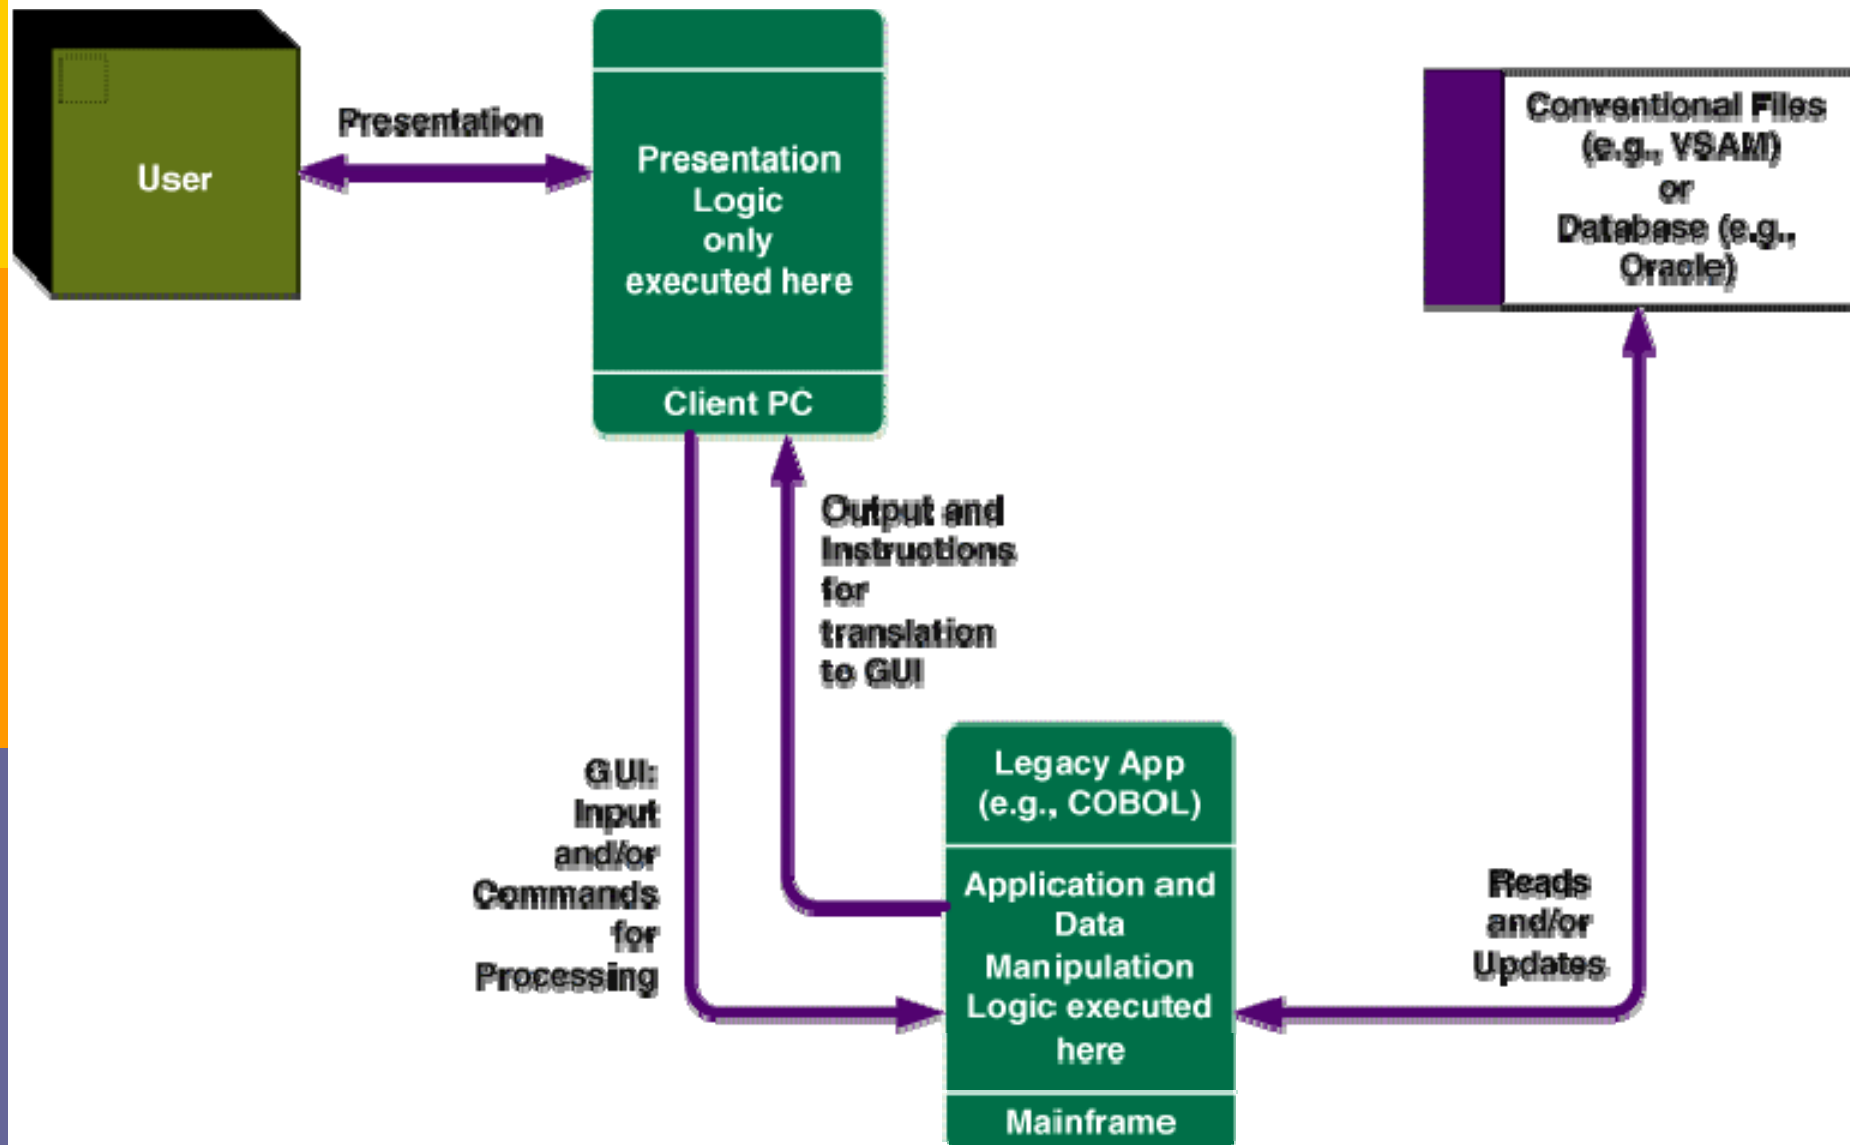 User
Presentation
Presentation
Logic
only
executed here
Client PC
Conventional Files
(e.g., VSAM)
or
Database (e.g.,
Oracle)
Output and
Instructions
for
translation
to GUI
GUI:
Input
and/or
Commands
for
Processing
Legacy App
(e.g., COBOL)
Application and
Data
Manipulation
Logic executed
here
Mainframe
Reads
and/or
Updates